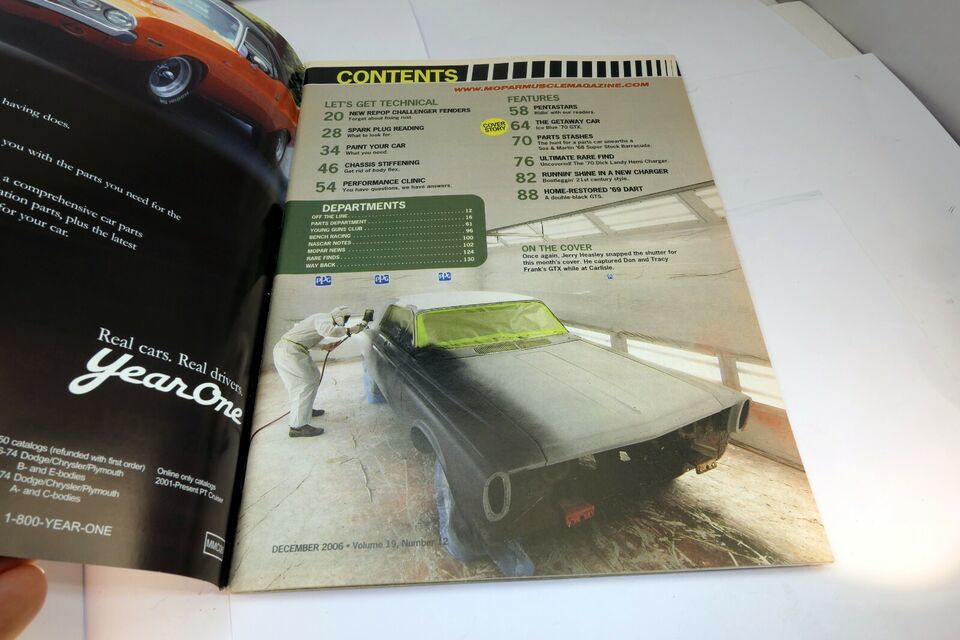 having does.
you with the parts you need for the
a comprehensive car parts
ation parts, plus the latest
for your car.
Real cars. Real drivers.
YearOne
50 catalogs (refunded with first order)
Dodge/Chrysler/Plymouth
B- and E-bodies
74 Dodge/Chrysler/Plymouth
A- and C-bodies
Online only catalogs
2001-Present PT Cruiser
1-800-YEAR-ONE
CONTENTS
WWW.MOPARMUSCLEMAGAZINE.COM
LET'S GET TECHNICAL
20 NEW REPOP CHALLENGER FENDERS
Forget about fixing rust.
28 SPARK PLUG READING
What to look for.
34 PAINT YOUR CAR
What you need.
46 CHASSIS STIFFENING
Get rid of body flex.
54 PERFORMANCE CLINIC
You have questions, we have answers.
FEATURES
58 PENTASTARS
Ridin' with our readers.
COVER STORY
64 THE GETAWAY CAR
Ice Blue '70 GTX.
70 PARTS STASHES
The hunt for a parts car unearths a
Sox & Martin '68 Super Stock Barracuda.
76 ULTIMATE RARE FIND
Uncovered! The '70 Dick Landy Hemi Charger.
82 RUNNIN' SHINE IN A NEW CHARGER
Bootleggin' 21st century style.
88 HOME-RESTORED '69 DART
A double-black GTS.
DEPARTMENTS
OFF THE LINE 12
PARTS DEPARTMENT 16
YOUNG GUNS CLUB 61
BENCH RACING 96
NASCAR NOTES 100
MOPAR NEWS 102
RARE FINDS 124
WAY BACK 130
ON THE COVER
Once again, Jerry Heasley snapped the shutter for
this month's cover. He captured Don and Tracy
Frank's GTX while at Carlisle.
PPG
PPG
PPG
DECEMBER 2006 • Volume 19, Number 12